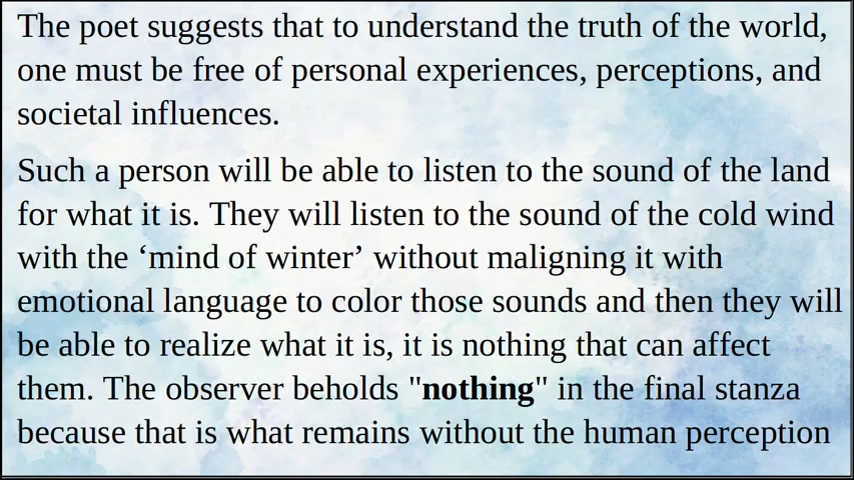 The poet suggests that to understand the truth of the world,
one must be free of personal experiences, perceptions, and
societal influences.
Such a person will be able to listen to the sound of the land
for what it is. They will listen to the sound of the cold wind
with the ‘mind of winter’ without maligning it with
emotional language to color those sounds and then they will
be able to realize what it is, it is nothing that can affect
them. The observer beholds "nothing" in the final stanza
because that is what remains without the human perception